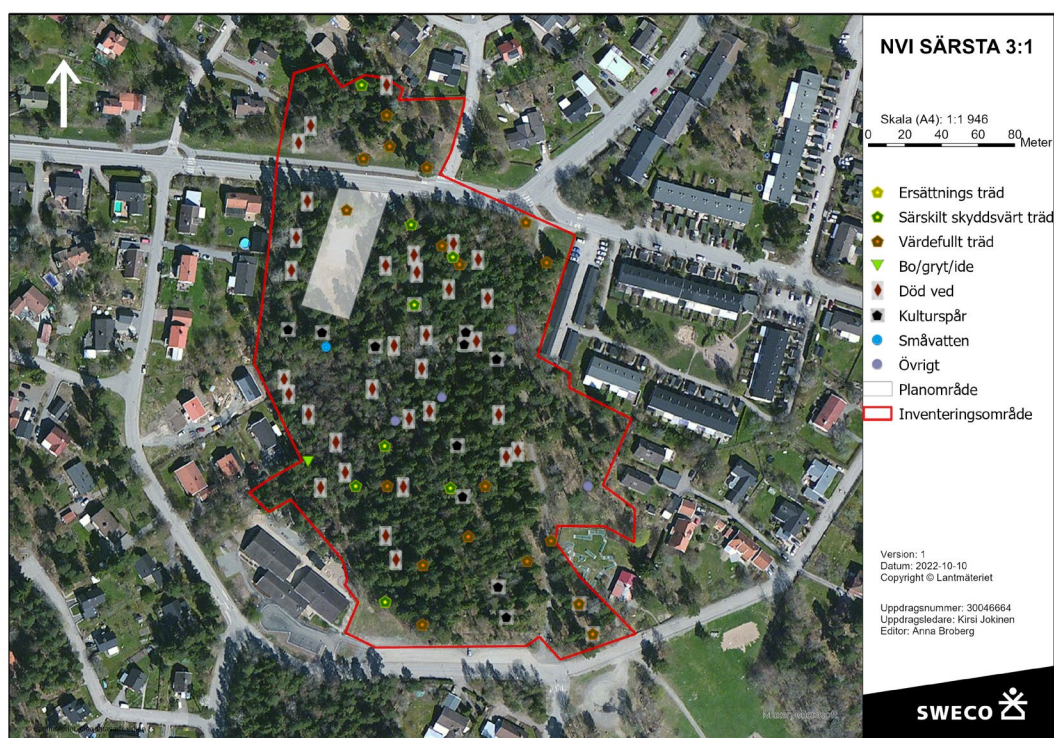 NVI SÄRSTA 3:1
Skala (A4): 1:1 946
0 20 40 60 80
Meter
Ersättnings träd
Särskilt skyddsvärt träd
Värdefullt träd
Bo/gryt/ide
Död ved
Kulturspår
Småvatten
Övrigt
Planområde
Inventeringsområde
Version: 1
Datum: 2022-10-10
Copyright © Lantmäteriet
Uppdragsnummer: 30046664
Uppdragsledare: Kirsi Jokinen
Editor: Anna Broberg
SWECO